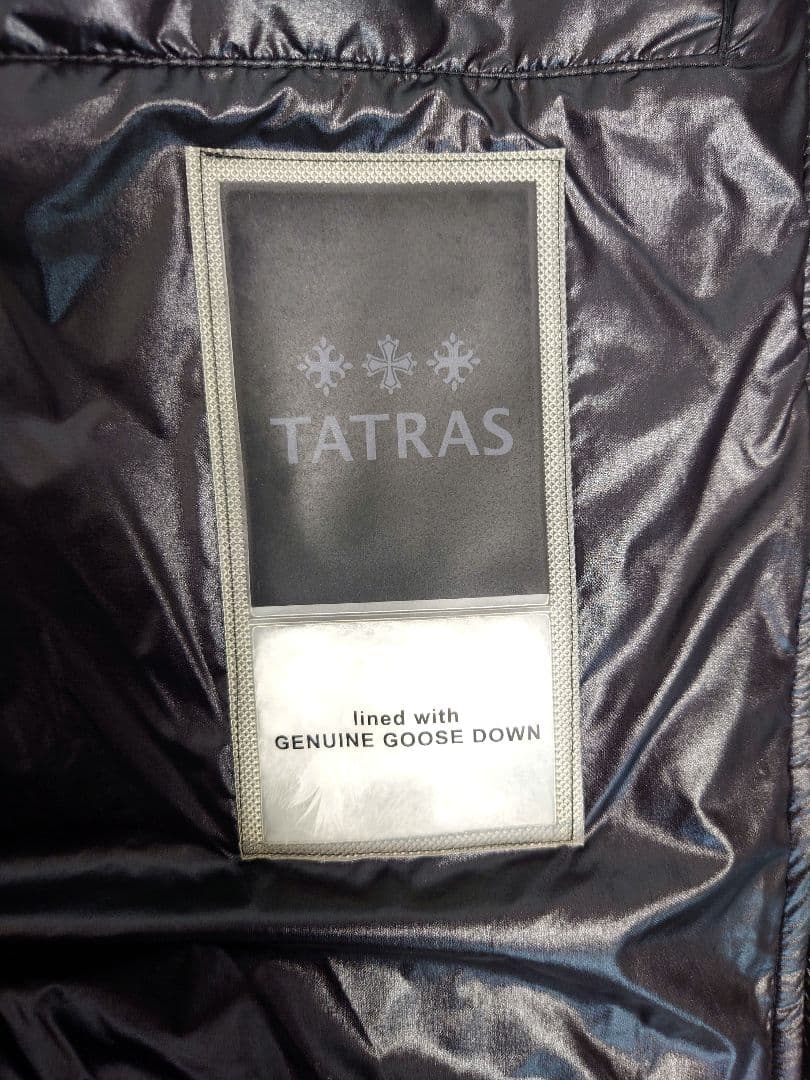 TATRAS
lined with
GENUINE GOOSE DOWN